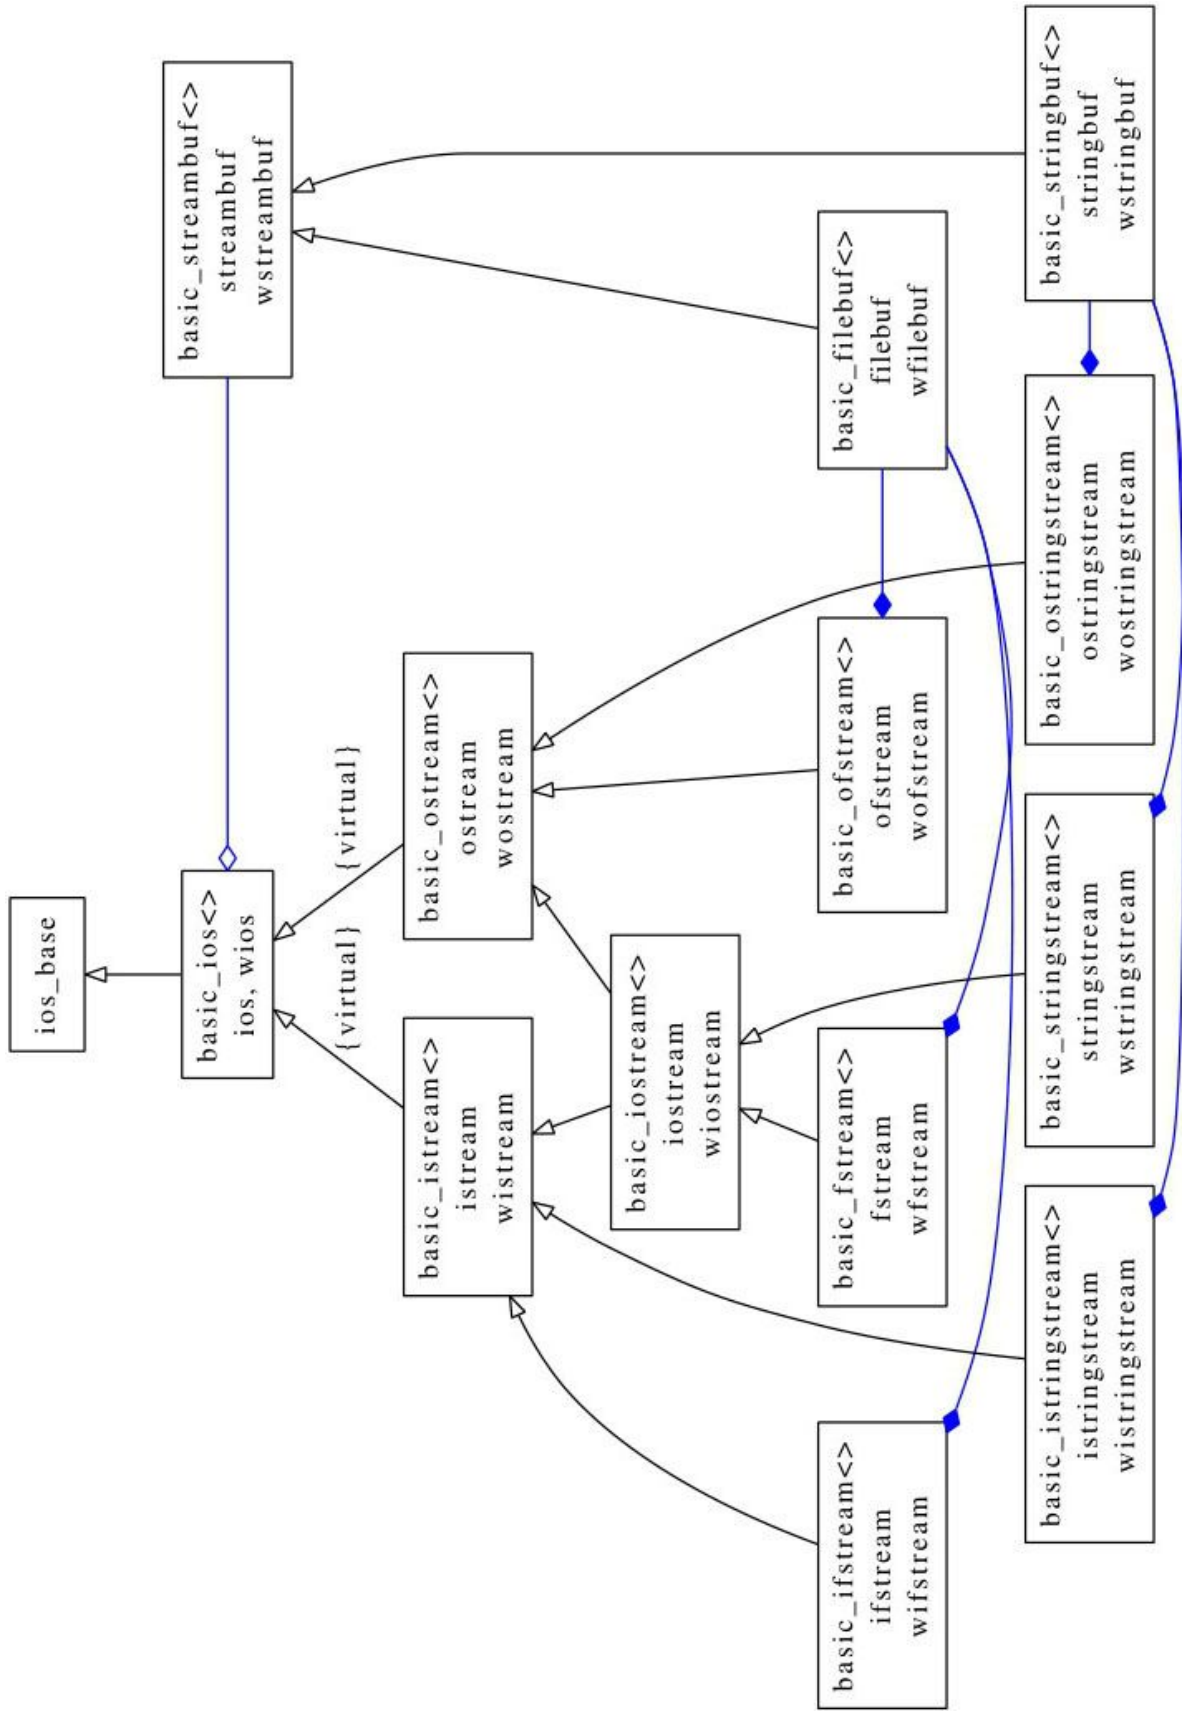 ios_base
basic_ios<>
ios, wios
basic_streambuf<>
streambuf
wstreambuf
{virtual}
{virtual}
basic_istream<>
istream
wistream
basic_ostream<>
ostream
wostream
basic_iostream<>
iostream
wiostream
basic_ifstream<>
ifstream
wifstream
basic_fstream<>
fstream
wfstream
basic_ofstream<>
ofstream
wofstream
basic_filebuf<>
filebuf
wfilebuf
basic_istringstream<>
istringstream
wistringstream
basic_stringstream<>
stringstream
wstringstream
basic_ostringstream<>
ostringstream
wostringstream
basic_stringbuf<>
stringbuf
wstringbuf